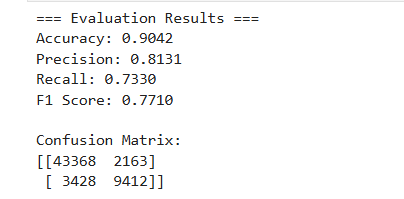 === Evaluation Results ===
Accuracy: 0.9042
Precision: 0.8131
Recall: 0.7330
F1 Score: 0.7710
Confusion Matrix:
[[43368  2163]
 [ 3428  9412]]